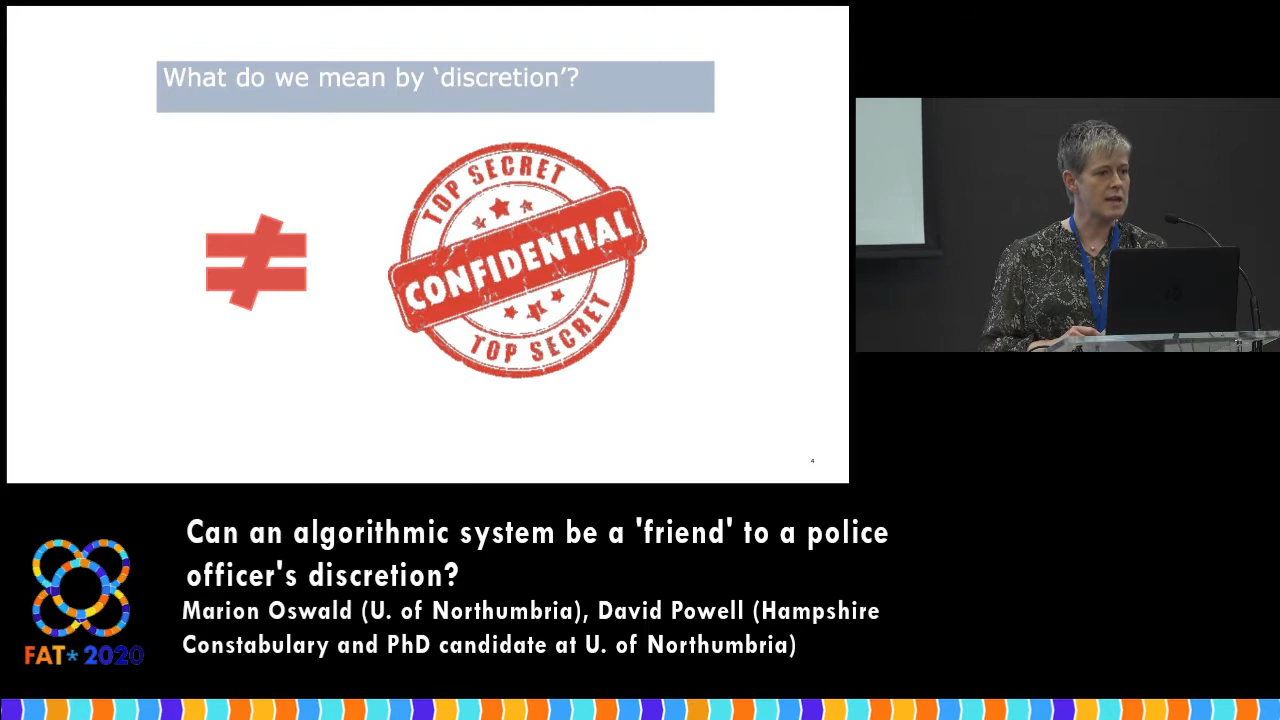 What do we mean by ‘discretion’?
TOP SECRET
CONFIDENTIAL
TOP SECRET
4
Can an algorithmic system be a 'friend' to a police
officer's discretion?
Marion Oswald (U. of Northumbria), David Powell (Hampshire
Constabulary and PhD candidate at U. of Northumbria)
FAT* 2020